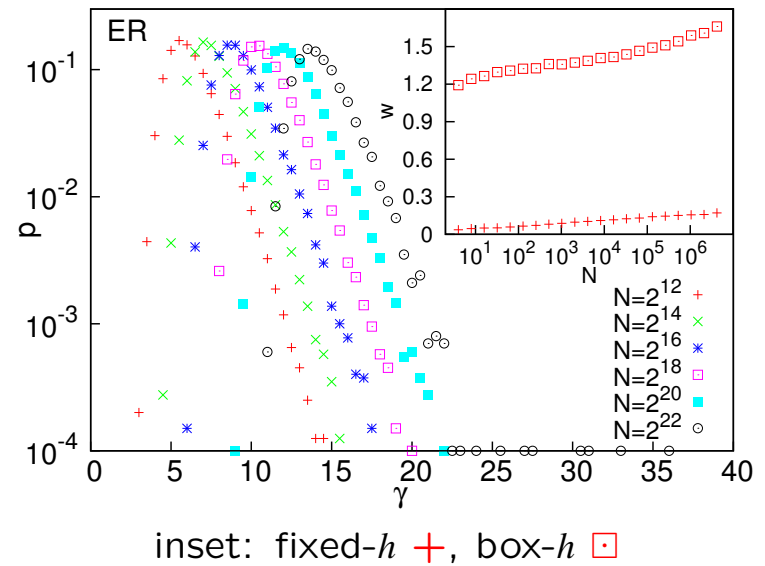 ER
10^-1
10^-2
10^-3
10^-4
p
0 5 10 15 20 25 30 35 40
γ
1.5
1.2
0.9
0.6
0.3
0
w
10^1 10^2 10^3 10^4 10^5 10^6
N
N=2^12 +
N=2^14 ×
N=2^16
N=2^18
N=2^20
N=2^22
inset: fixed-h +, box-h ⊡